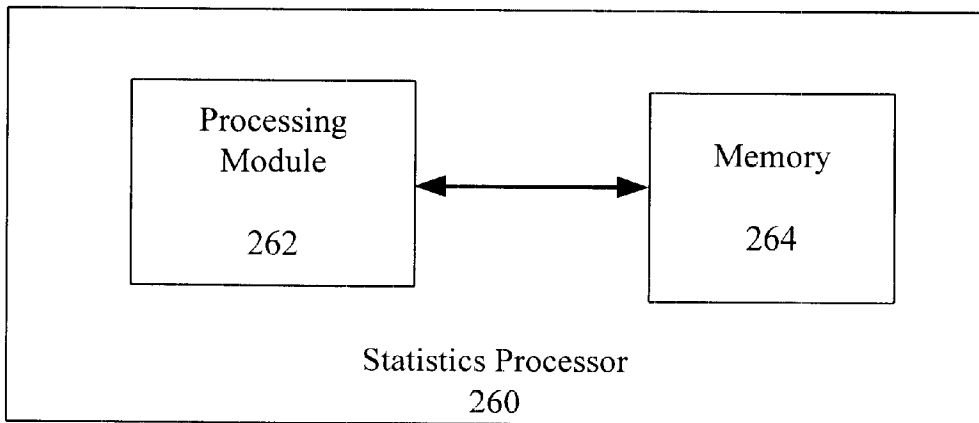 Processing
Module
262
Memory
264
Statistics Processor
260